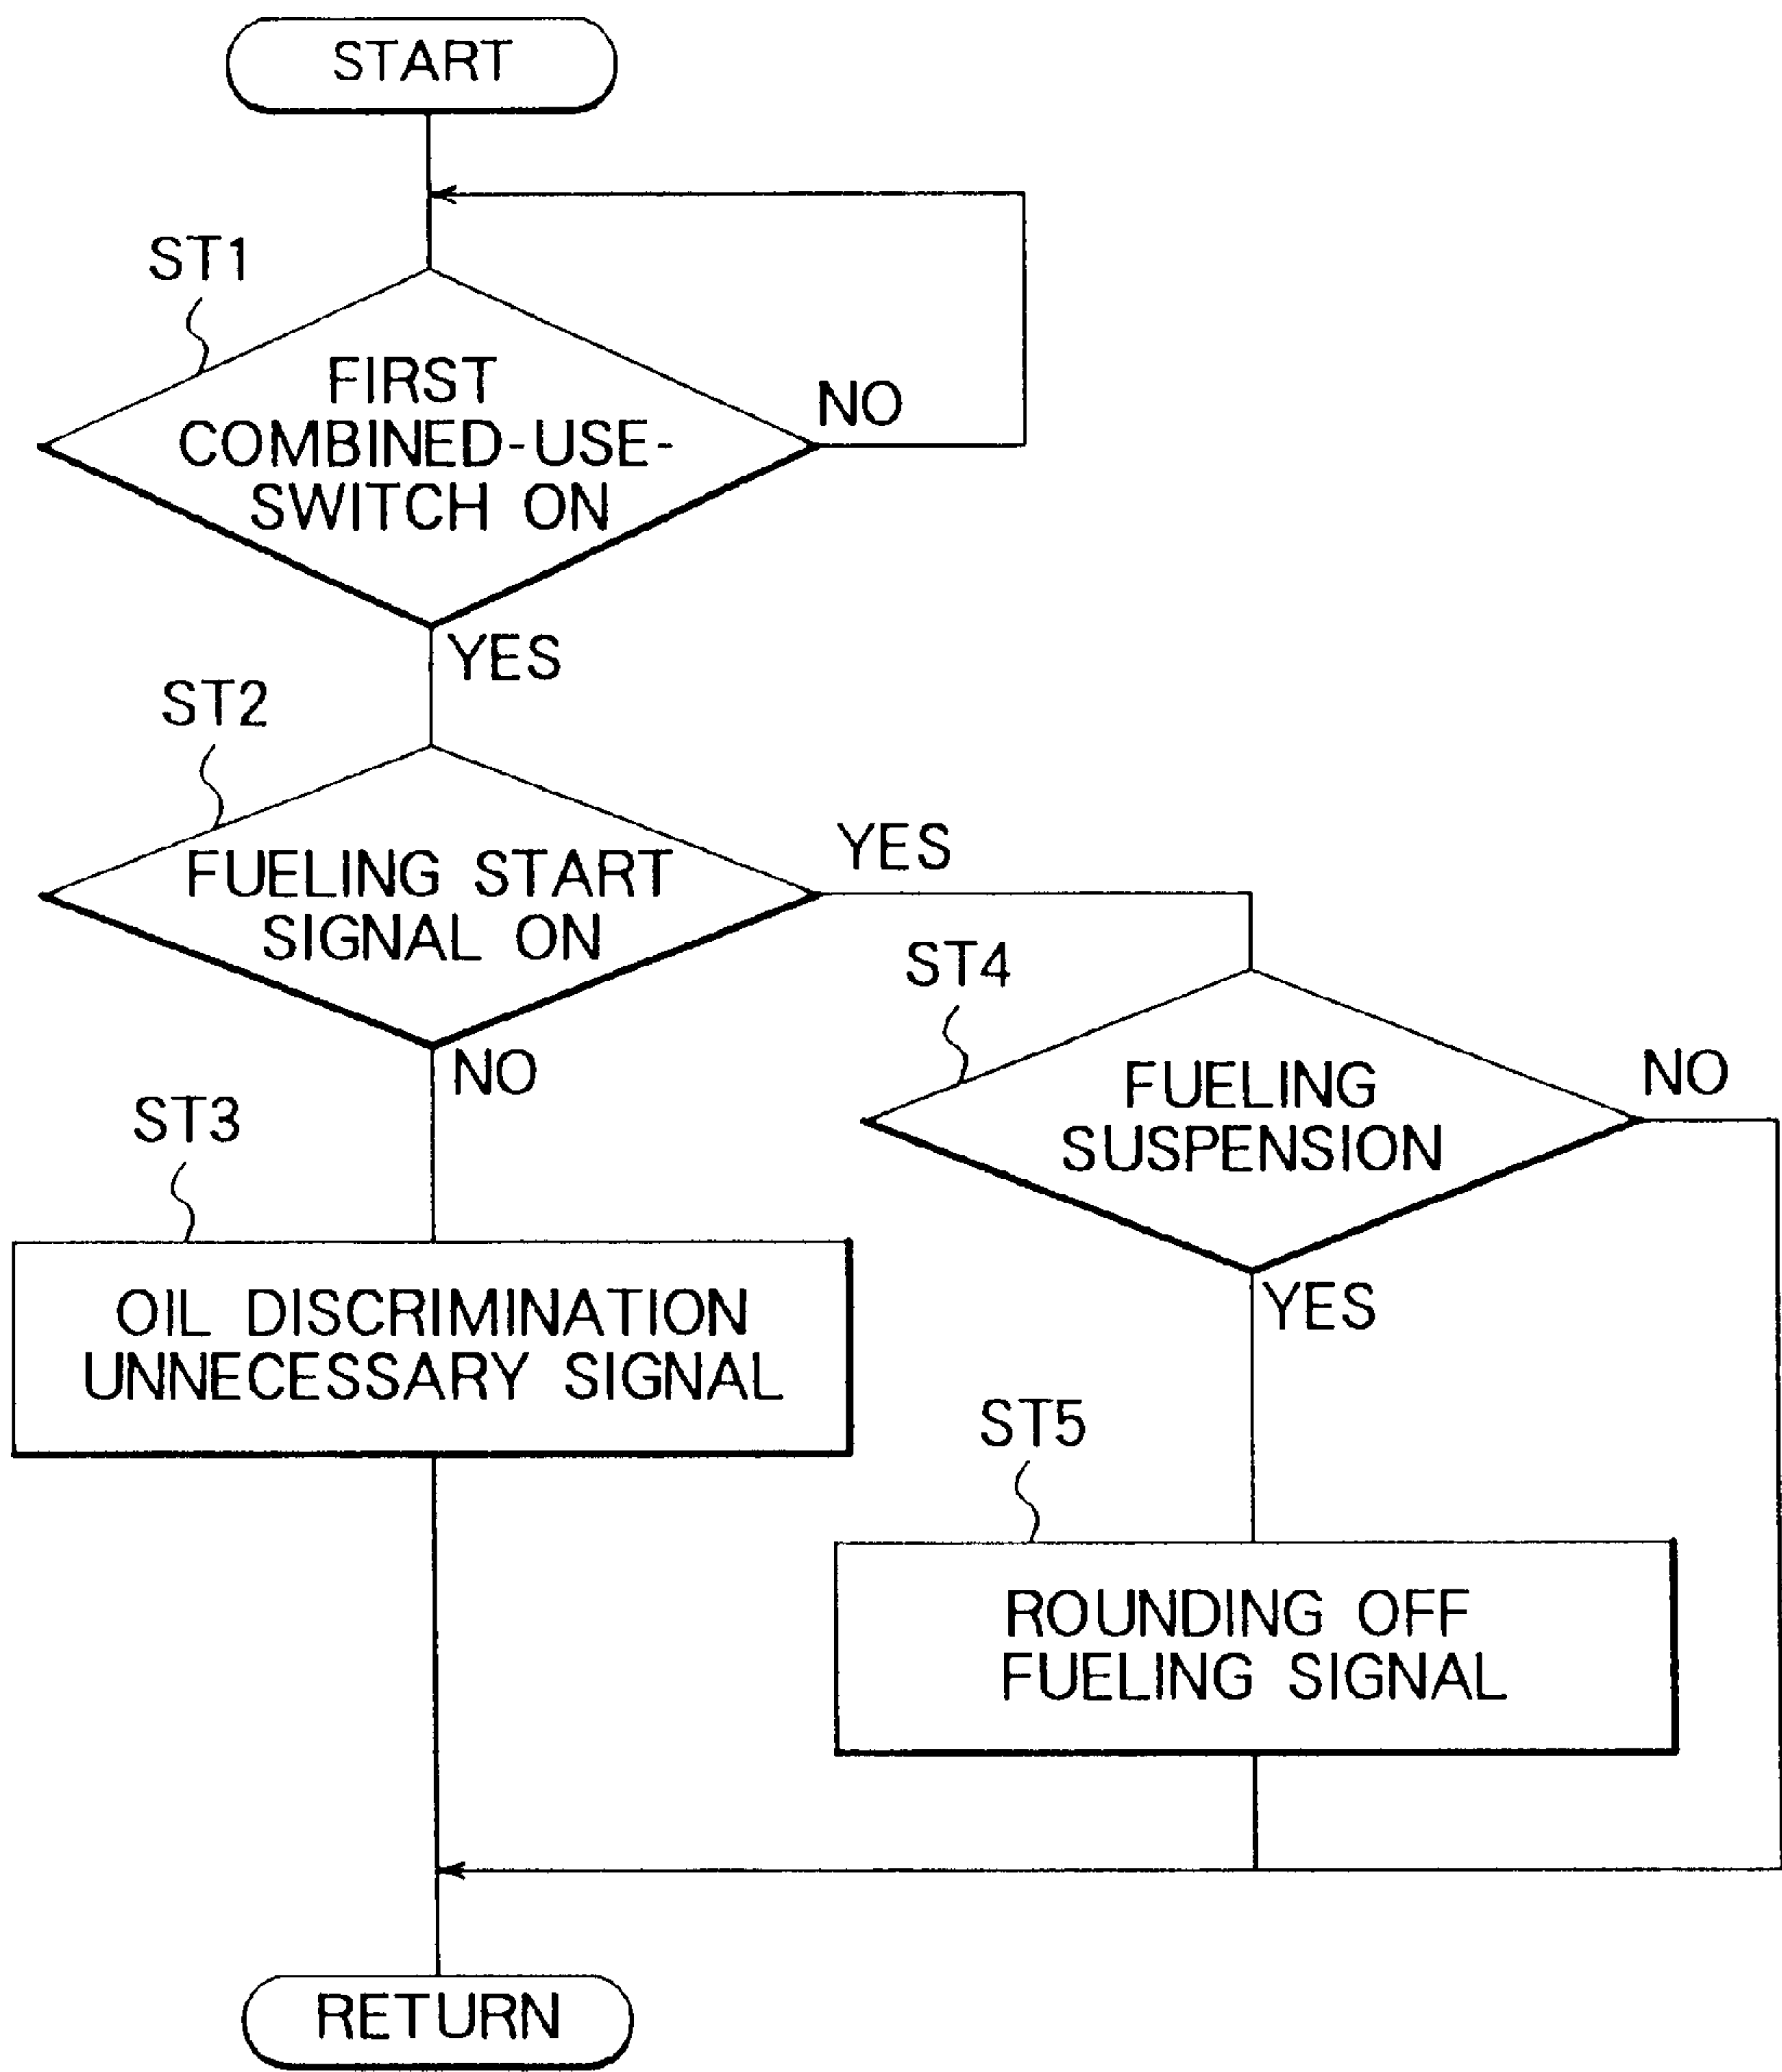 START
ST1
FIRST
COMBINED-USE-
SWITCH ON
NO
YES
ST2
FUELING START
SIGNAL ON
YES
NO
ST4
FUELING
SUSPENSION
NO
YES
ST3
OIL DISCRIMINATION
UNNECESSARY SIGNAL
ST5
ROUNDING OFF
FUELING SIGNAL
RETURN